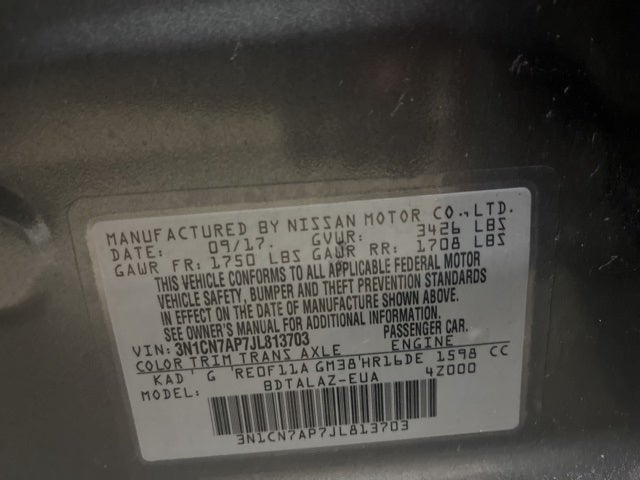 MANUFACTURED BY NISSAN MOTOR CO.,LTD.
DATE: 09/17. GVWR: 3426 LBS
GAWR FR: 1750 LBS GAWR RR: 1708 LBS
THIS VEHICLE CONFORMS TO ALL APPLICABLE FEDERAL MOTOR
VEHICLE SAFETY, BUMPER AND THEFT PREVENTION STANDARDS
IN EFFECT ON THE DATE OF MANUFACTURE SHOWN ABOVE.
SEE OWNER'S MANUAL FOR ADDITIONAL INFORMATION.
VIN: 3N1CN7AP7JL813703 PASSENGER CAR.
COLOR TRIM TRANS AXLE ENGINE
KAD G RE0F11A GM38 HR16DE 1598 CC
MODEL: BDTALAZ-EUA 4Z000
3N1CN7AP7JL813703